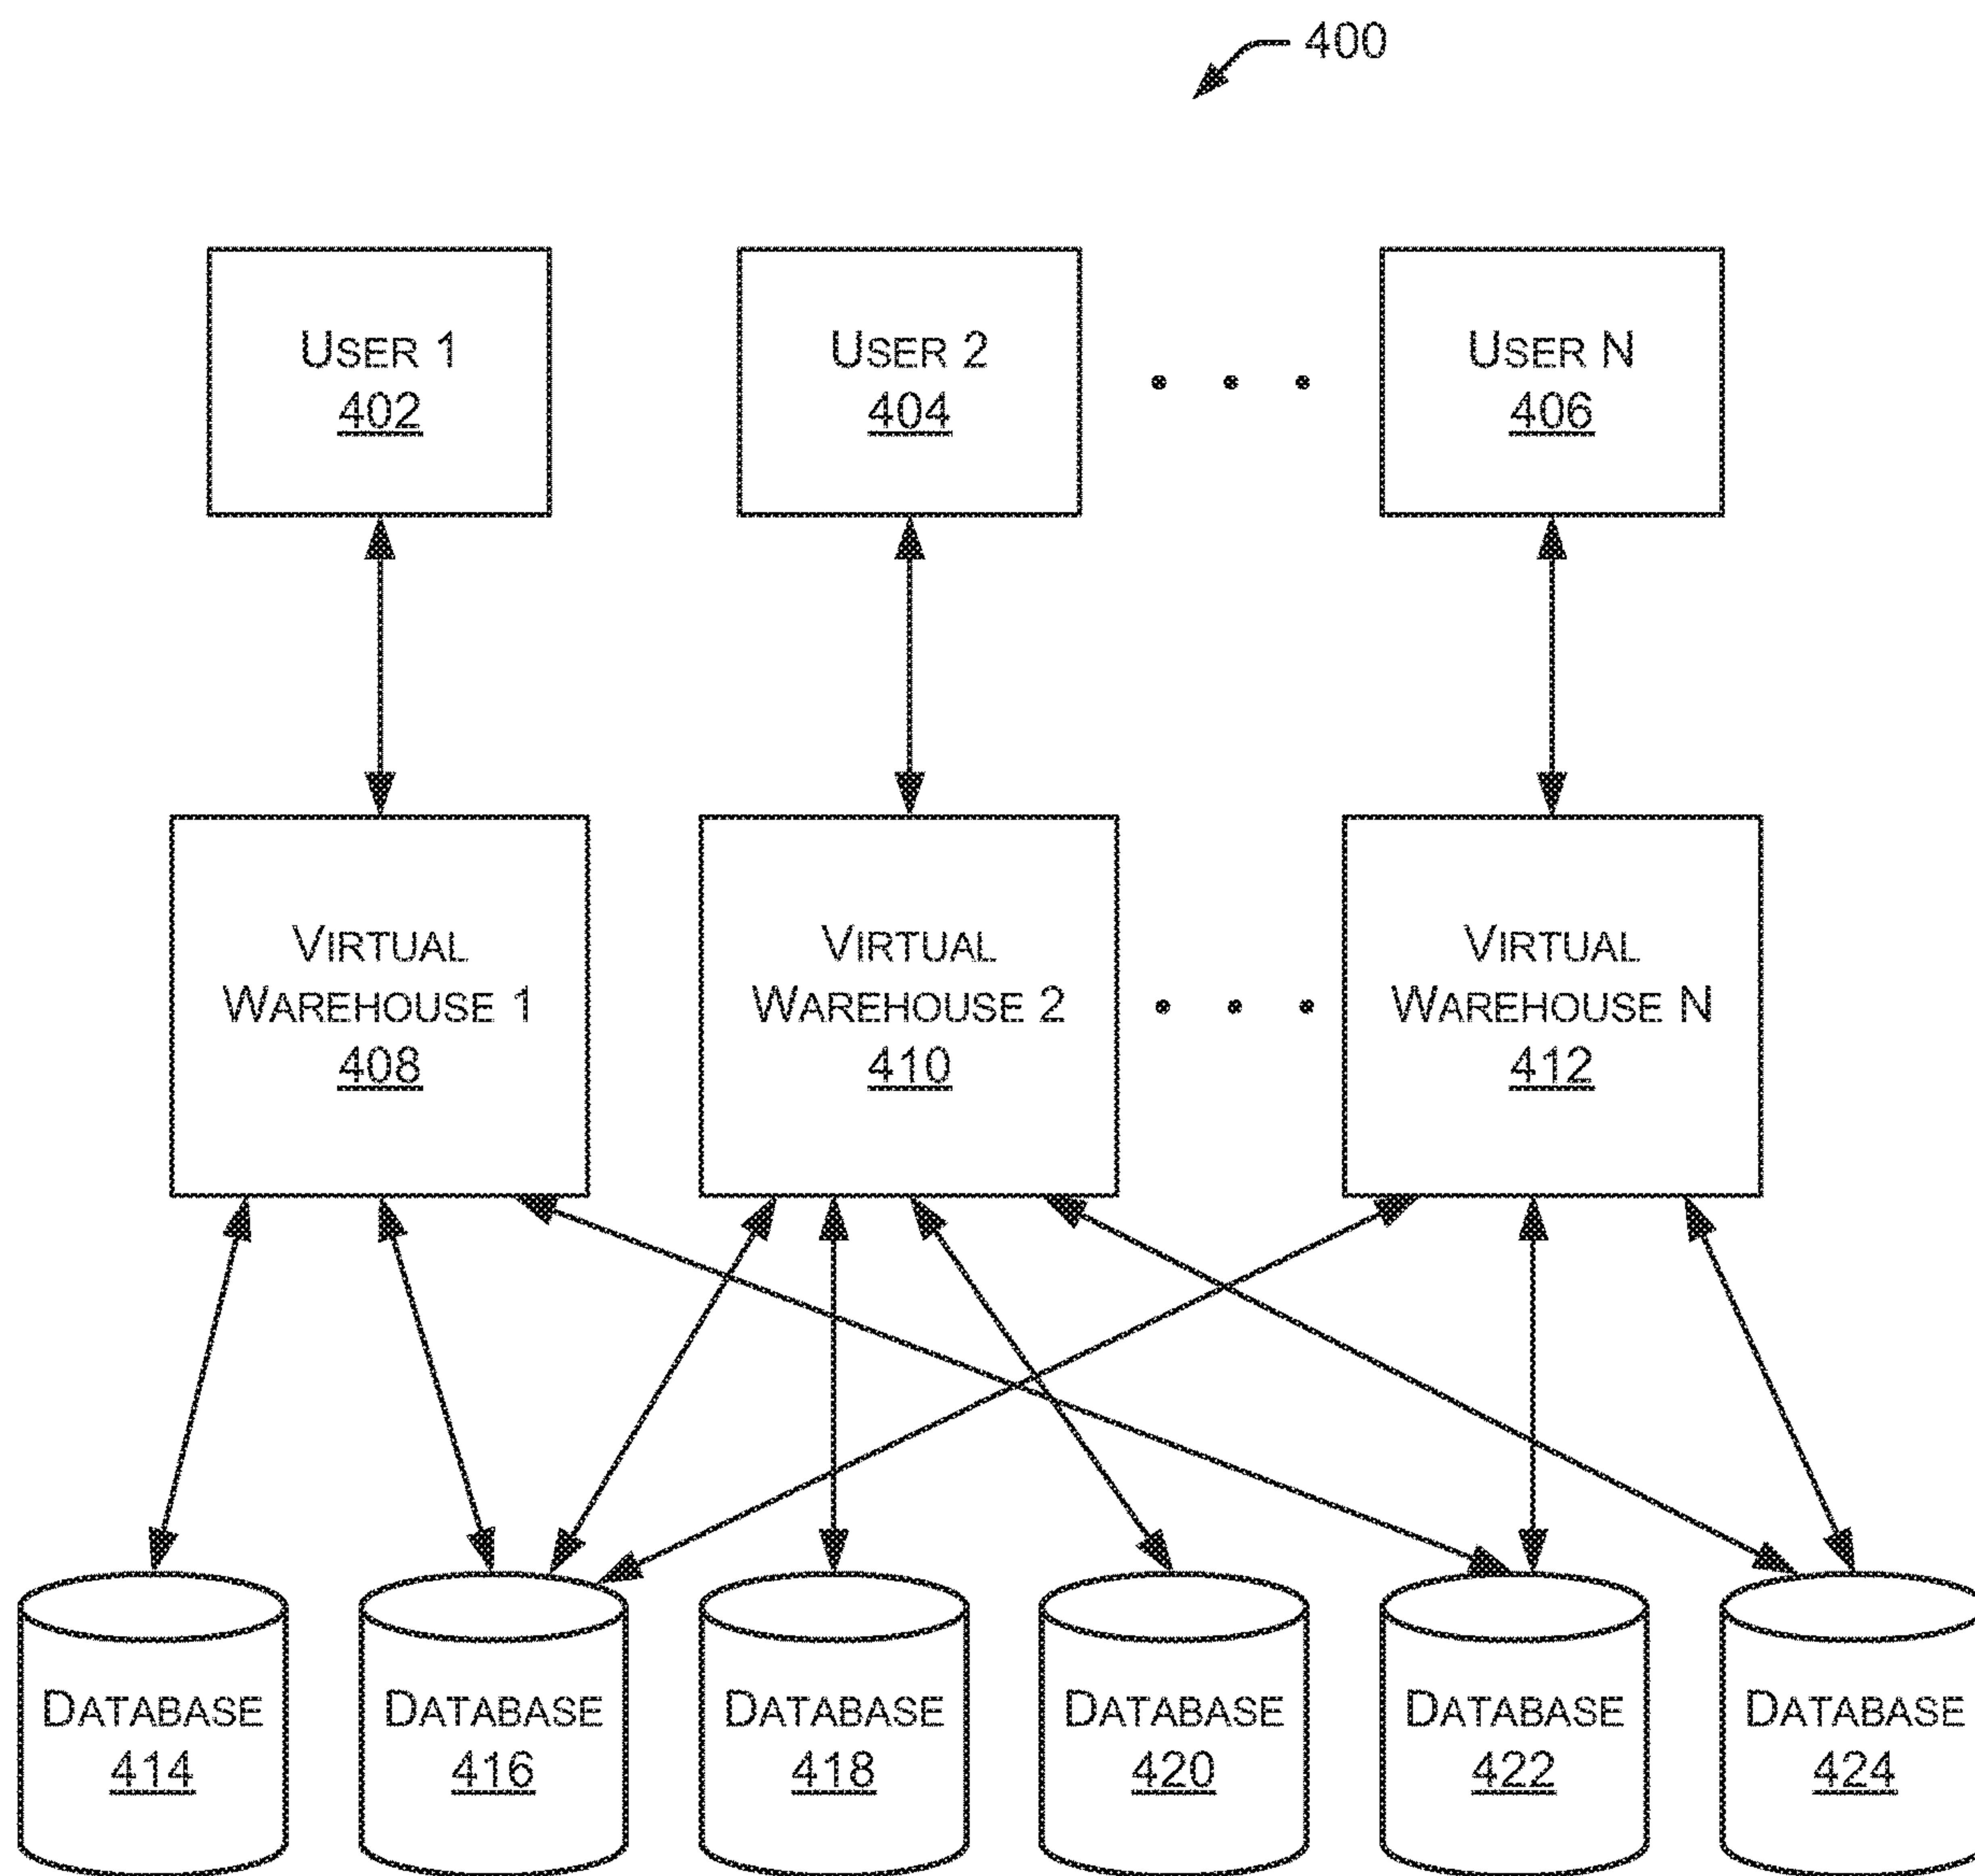 400
USER 1
402
USER 2
404
USER N
406
VIRTUAL
WAREHOUSE 1
408
VIRTUAL
WAREHOUSE 2
410
VIRTUAL
WAREHOUSE N
412
DATABASE
414
DATABASE
416
DATABASE
418
DATABASE
420
DATABASE
422
DATABASE
424